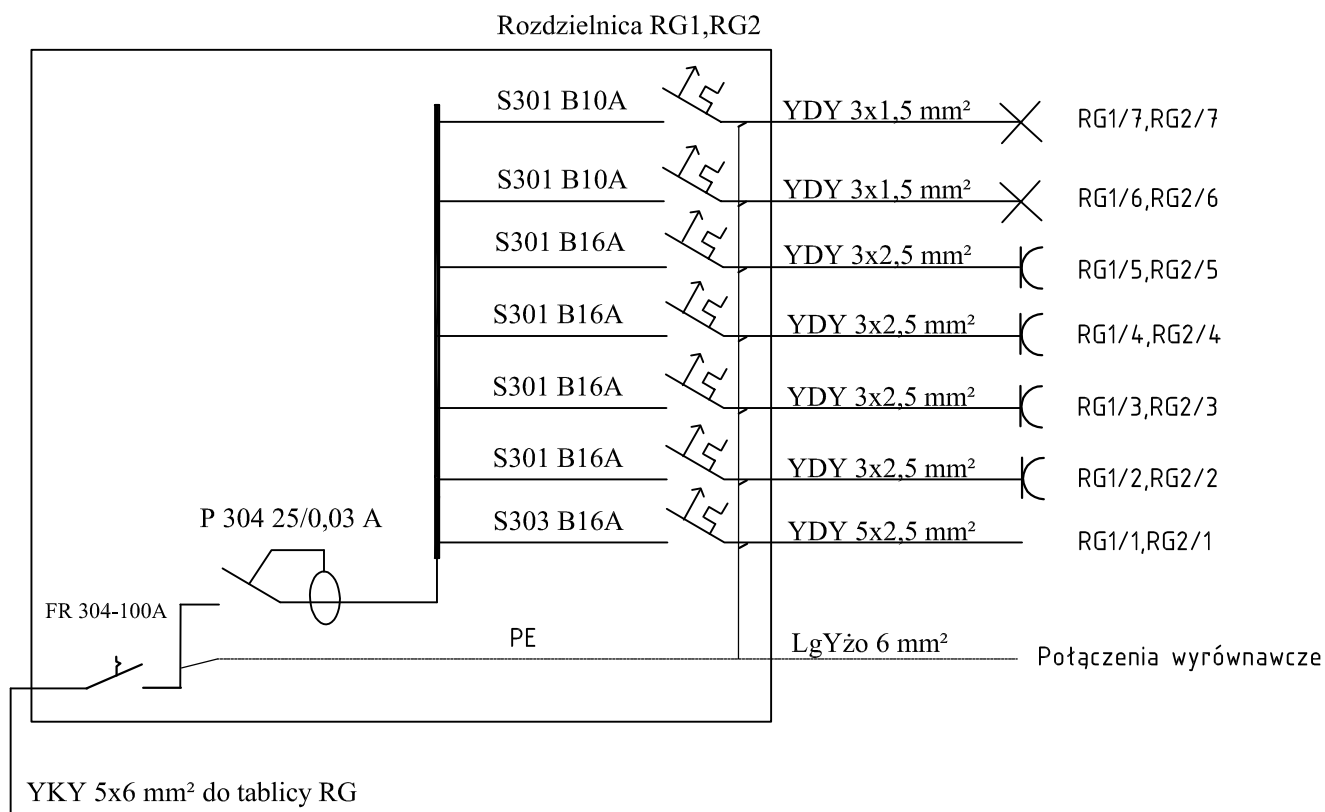 Rozdzielnica RG1,RG2
S301 B10A YDY 3x1,5 mm² RG1/7,RG2/7
S301 B10A YDY 3x1,5 mm² RG1/6,RG2/6
S301 B16A YDY 3x2,5 mm² RG1/5,RG2/5
S301 B16A YDY 3x2,5 mm² RG1/4,RG2/4
S301 B16A YDY 3x2,5 mm² RG1/3,RG2/3
S301 B16A YDY 3x2,5 mm² RG1/2,RG2/2
P 304 25/0,03 A S303 B16A YDY 5x2,5 mm² RG1/1,RG2/1
FR 304-100A
PE LgYżo 6 mm² Połączenia wyrównawcze
YKY 5x6 mm² do tablicy RG